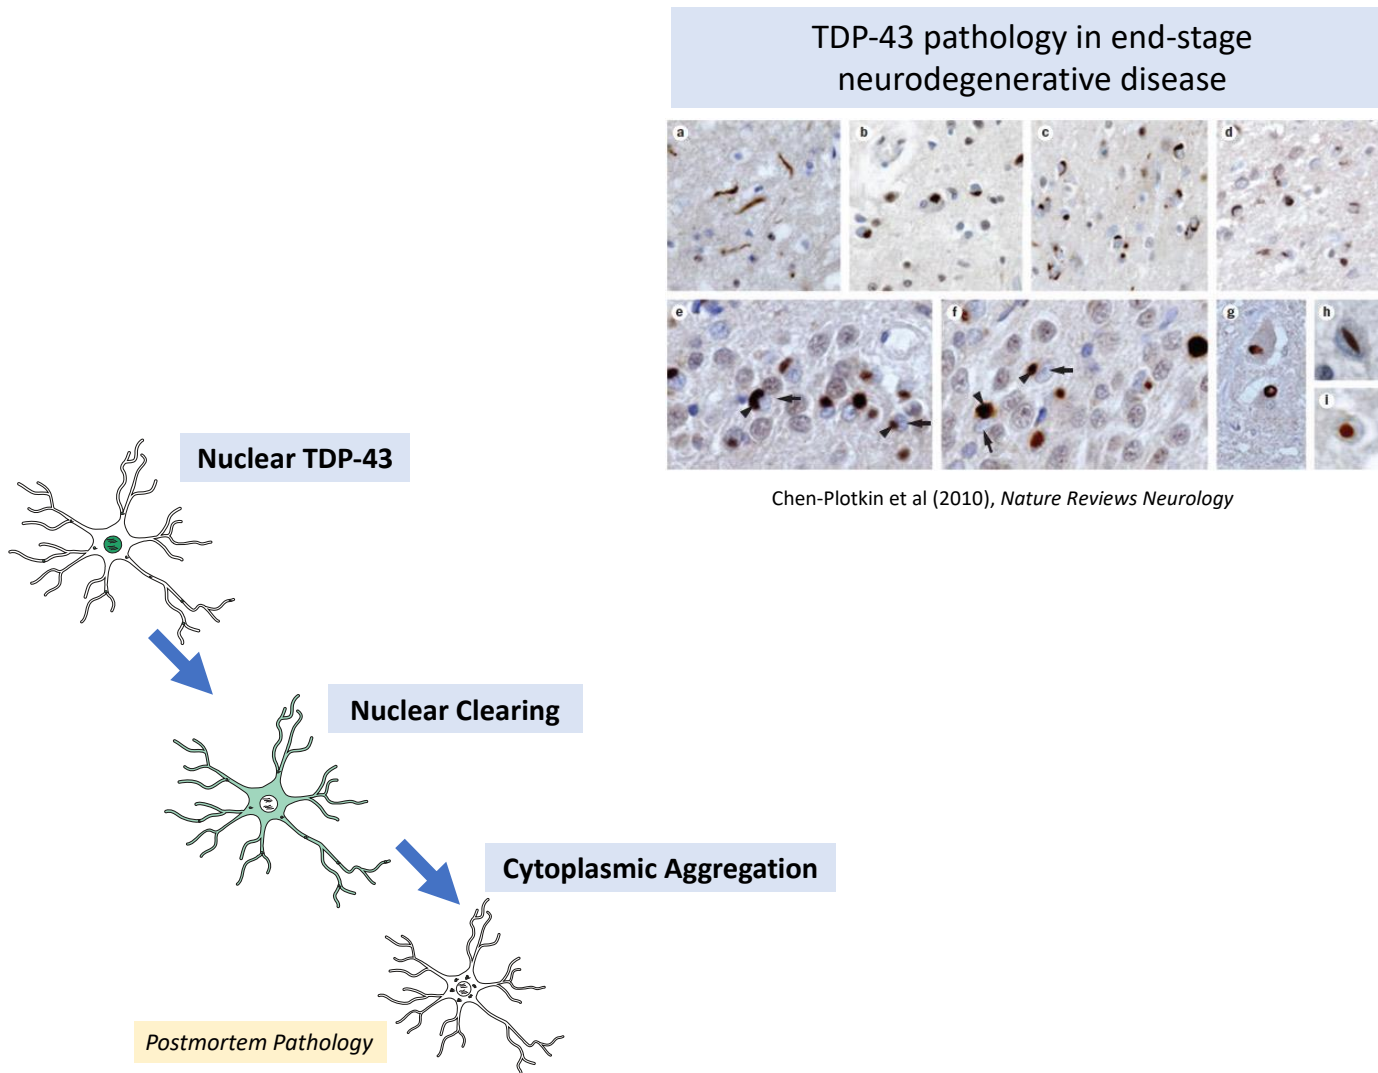 TDP-43 pathology in end-stage
neurodegenerative disease
a
b
c
d
e
f
g
h
i
Chen-Plotkin et al (2010), Nature Reviews Neurology
Nuclear TDP-43
Nuclear Clearing
Cytoplasmic Aggregation
Postmortem Pathology